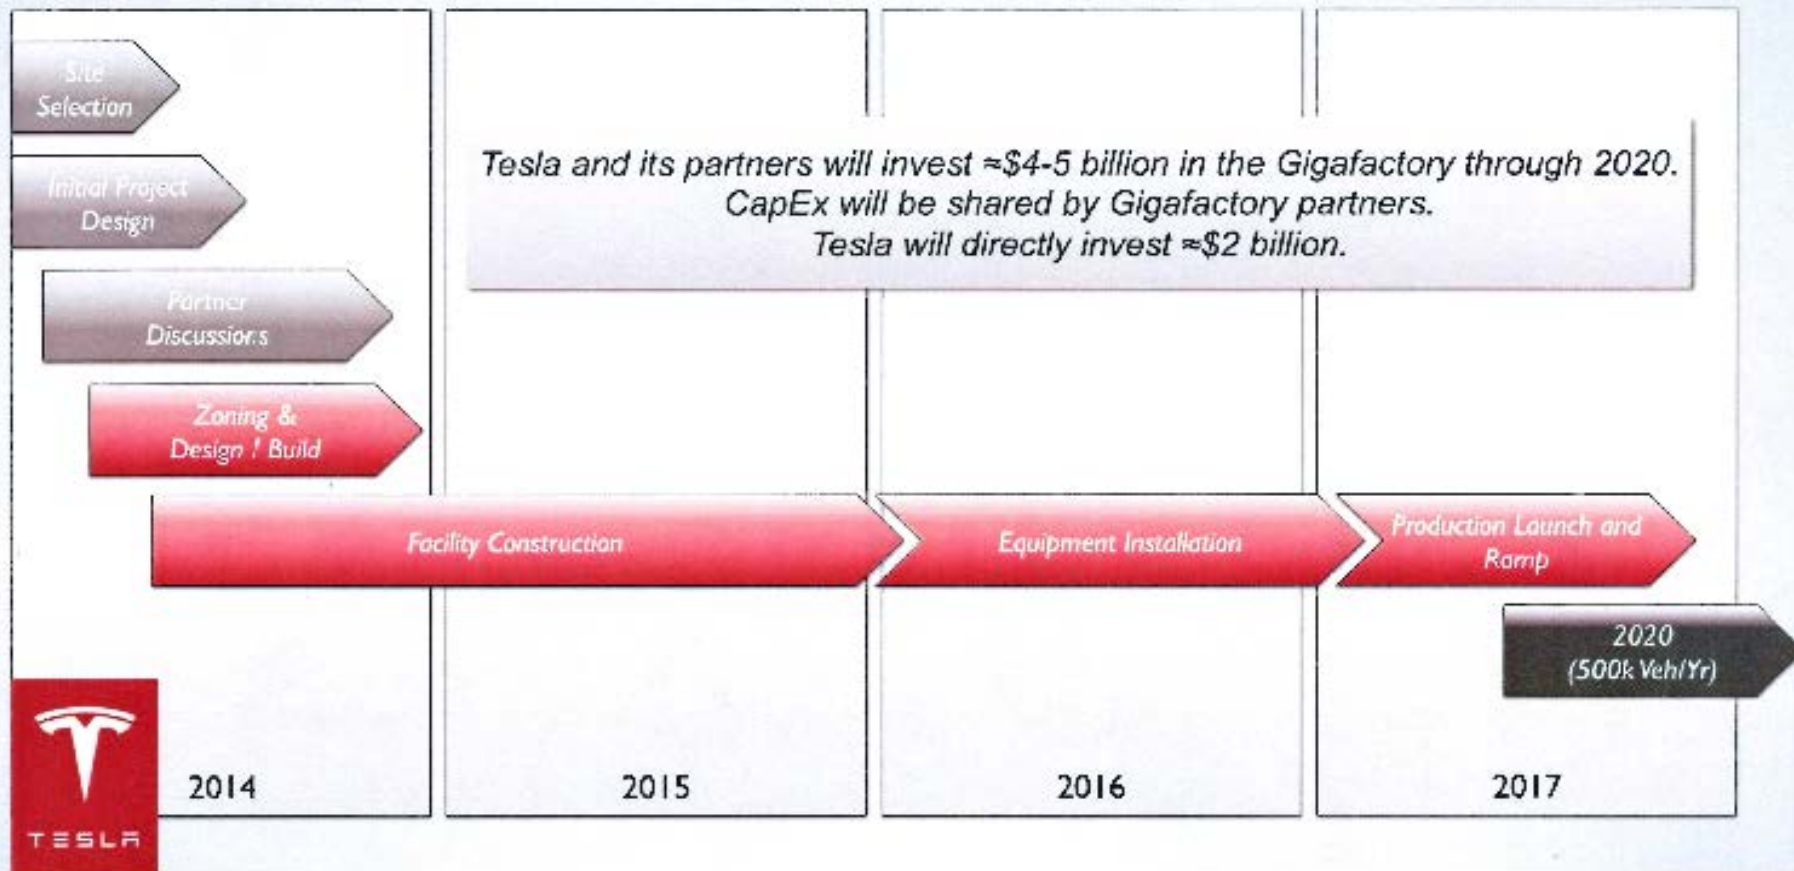 Site
Selection
Initial Project
Design
Tesla and its partners will invest ≈$4-5 billion in the Gigafactory through 2020.
CapEx will be shared by Gigafactory partners.
Tesla will directly invest ≈$2 billion.
Partner
Discussions
Zoning &
Design / Build
Facility Construction
Equipment Installation
Production Launch and
Ramp
2020
(500k Veh/Yr)
2014
2015
2016
2017
TESLA